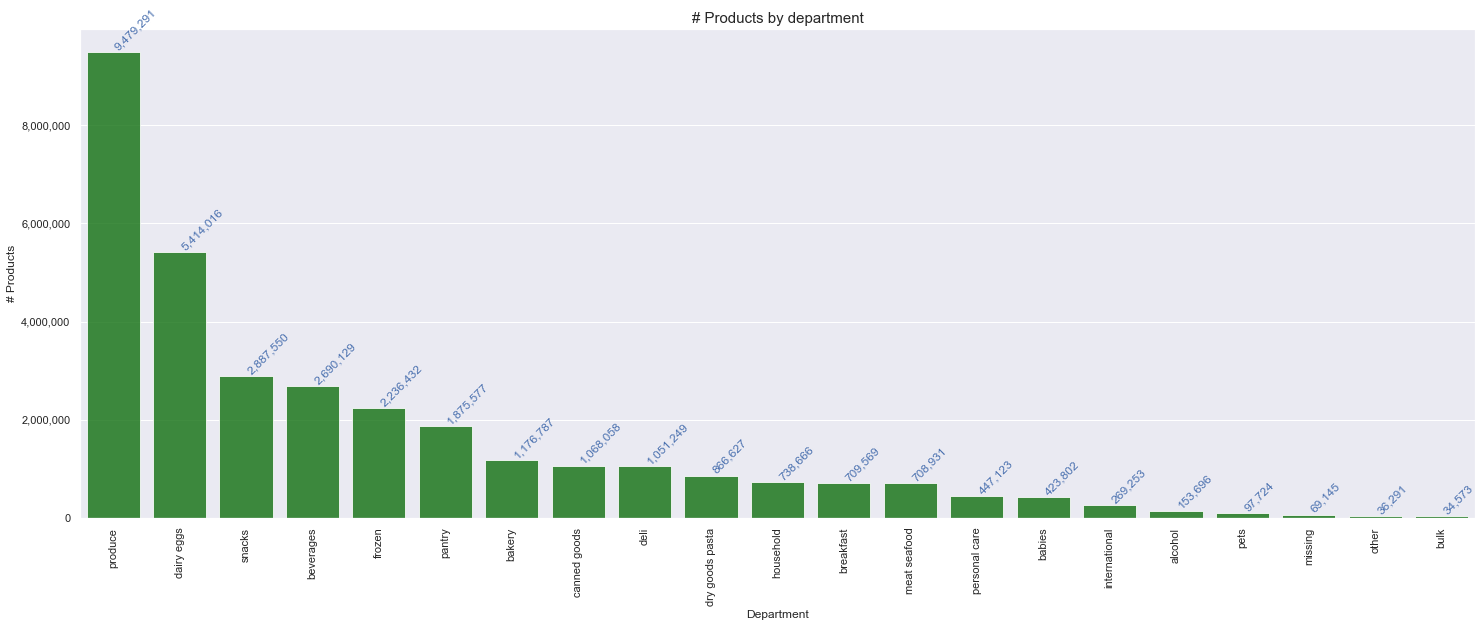 # Products by department
# Products
8,000,000
6,000,000
4,000,000
2,000,000
0
9,479,291
5,414,016
2,887,550
2,690,129
2,236,432
1,875,577
1,176,787
1,068,058
1,051,249
866,627
738,666
709,569
708,931
447,123
423,802
269,253
153,696
97,724
69,145
36,291
34,573
produce
dairy eggs
snacks
beverages
frozen
pantry
bakery
canned goods
deli
dry goods pasta
household
breakfast
meat seafood
personal care
babies
international
alcohol
pets
missing
other
bulk
Department